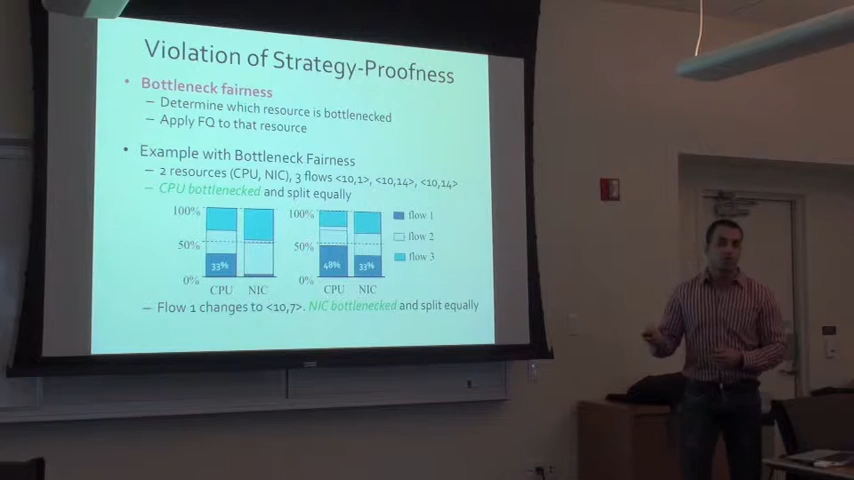 Violation of Strategy-Proofness
• Bottleneck fairness
– Determine which resource is bottlenecked
– Apply FQ to that resource
• Example with Bottleneck Fairness
– 2 resources (CPU, NIC), 3 flows <10,1>, <10,14>, <10,14>
– CPU bottlenecked and split equally
100%
50%
0%
33%
CPU NIC
100%
50%
0%
48% 33%
CPU NIC
flow 1
flow 2
flow 3
– Flow 1 changes to <10,7>. NIC bottlenecked and split equally